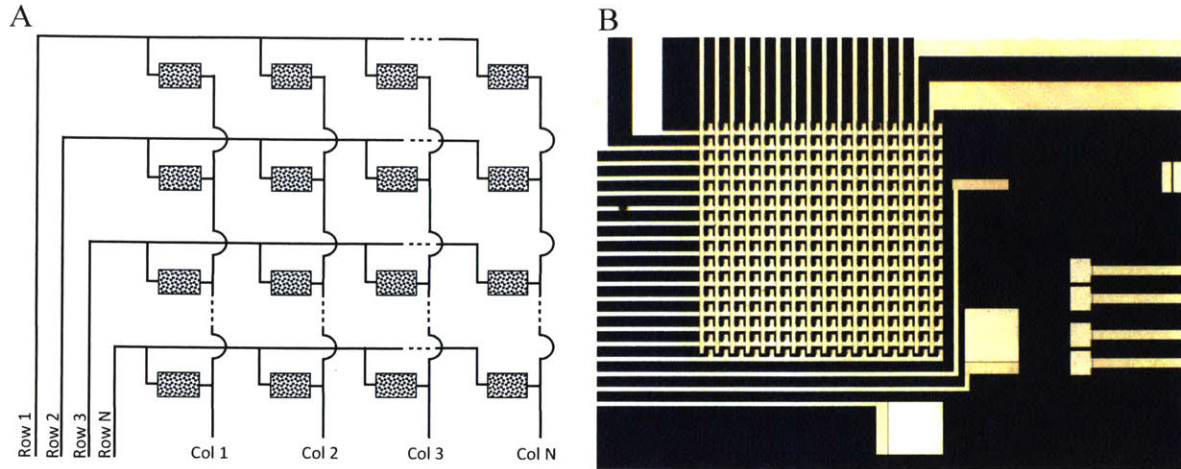 A
B
Row 1
Row 2
Row 3
Row N
Col 1
Col 2
Col 3
Col N